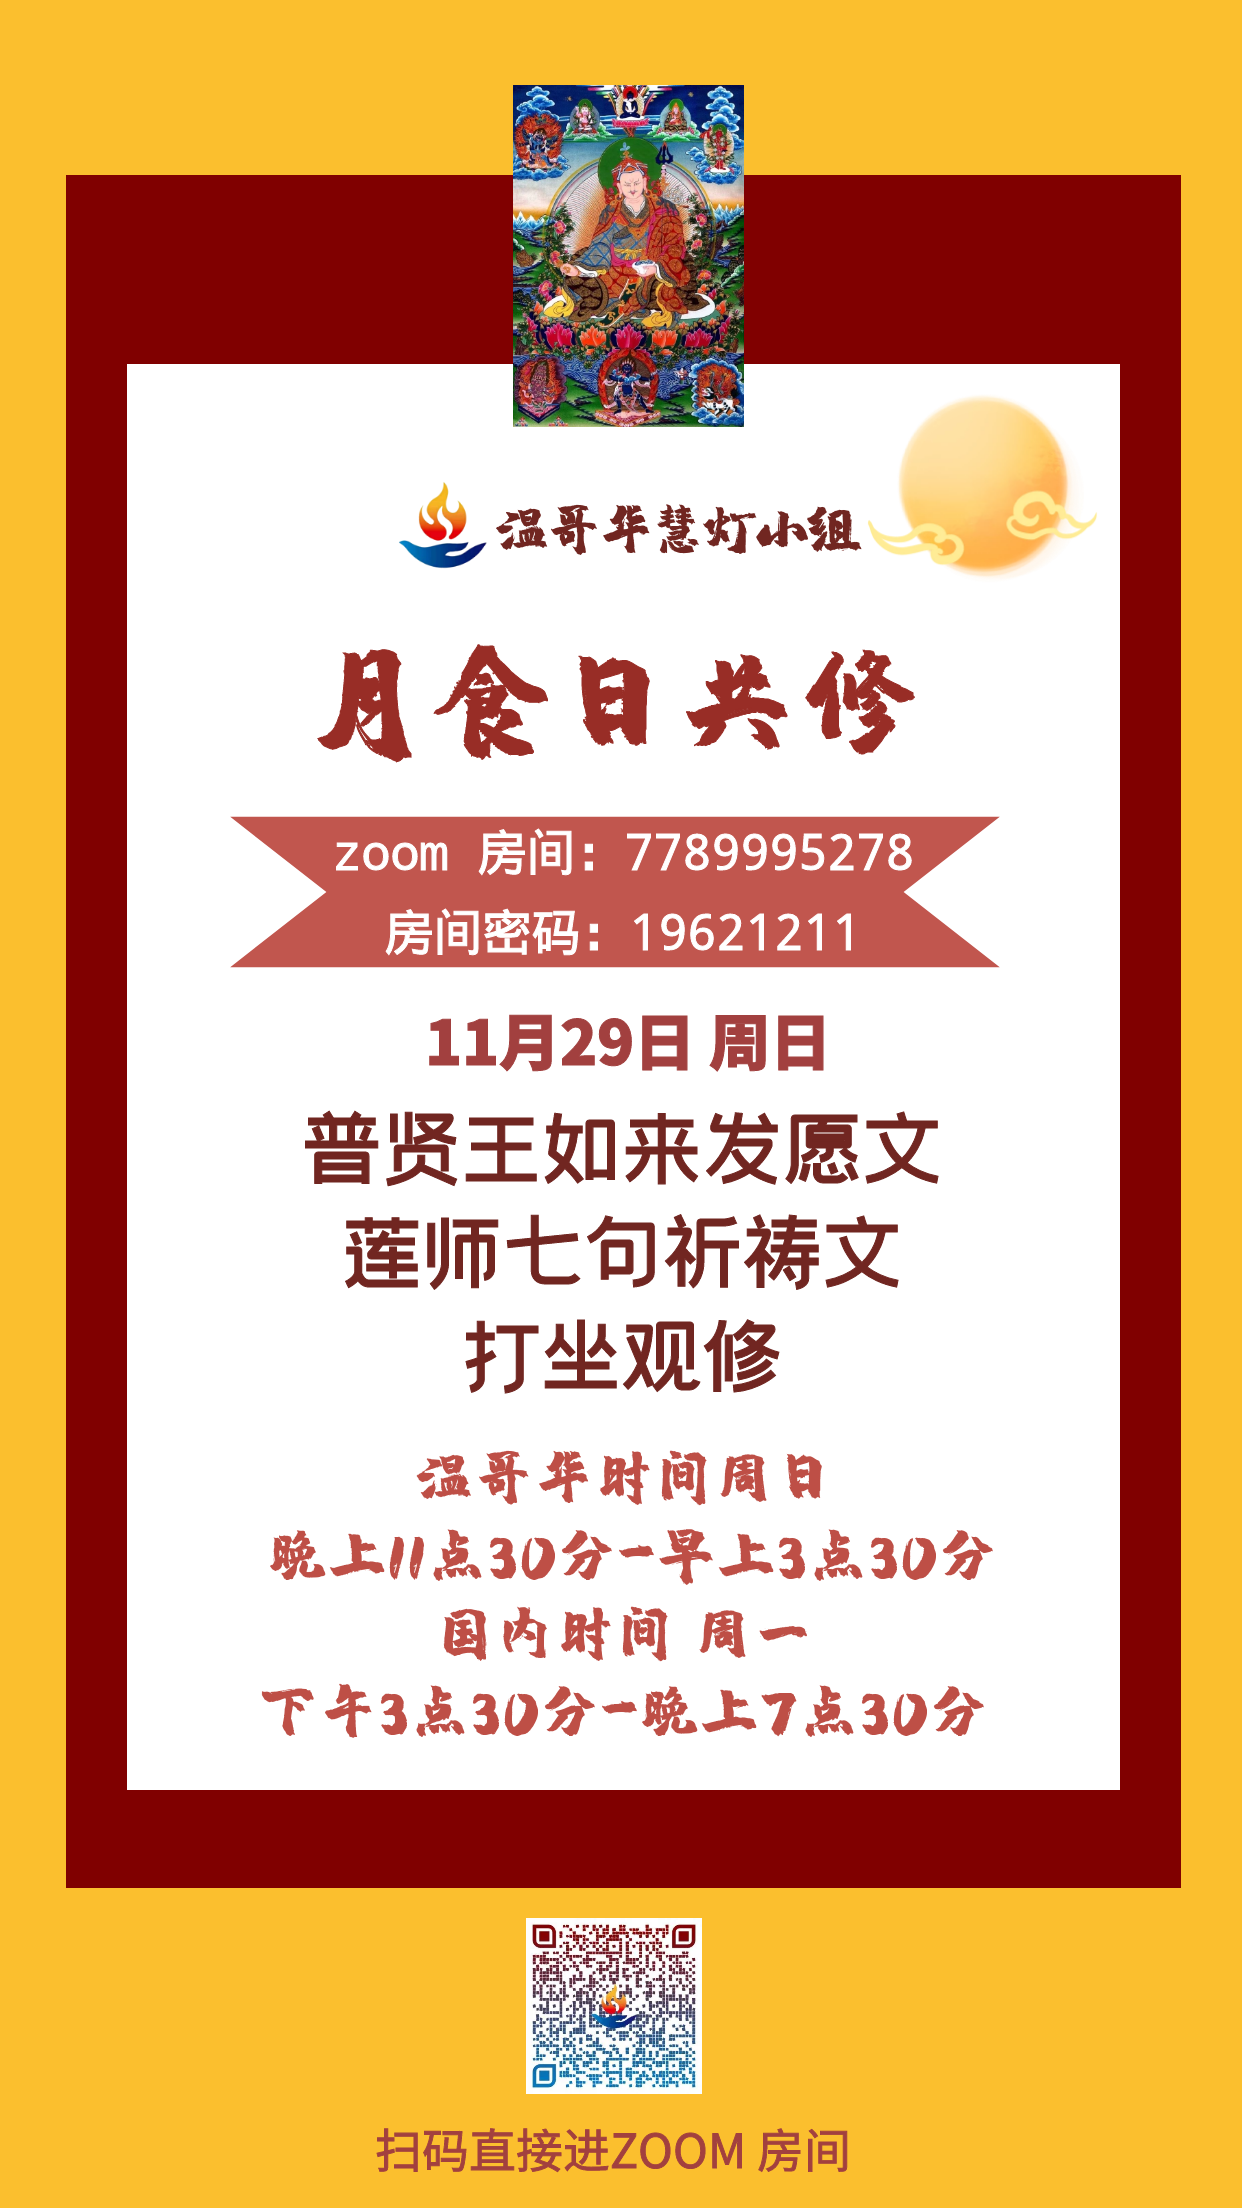 温哥华慧灯小组
月食日共修
zoom 房间：7789995278
房间密码：19621211
11月29日 周日
普贤王如来发愿文
莲师七句祈祷文
打坐观修
温哥华时间周日
晚上11点30分-早上3点30分
国内时间 周一
下午3点30分-晚上7点30分
扫码直接进ZOOM 房间